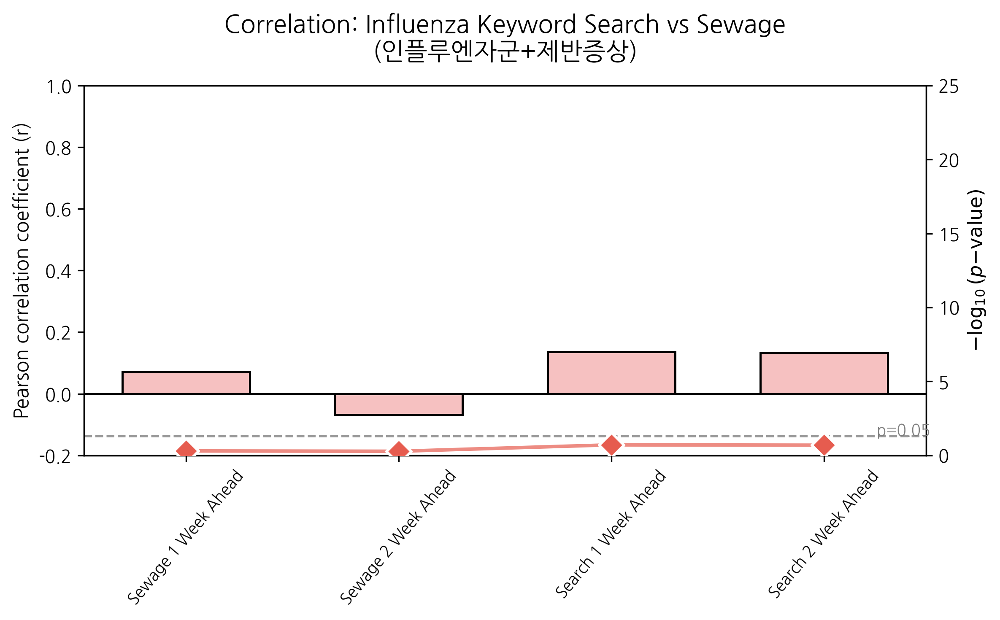 Correlation: Influenza Keyword Search vs Sewage
(인플루엔자군+제반증상)
Pearson correlation coefficient (r)
1.0
0.8
0.6
0.4
0.2
0.0
-0.2
25
20
15
10
5
0
−log₁₀(p−value)
p=0.05
Sewage 1 Week Ahead
Sewage 2 Week Ahead
Search 1 Week Ahead
Search 2 Week Ahead